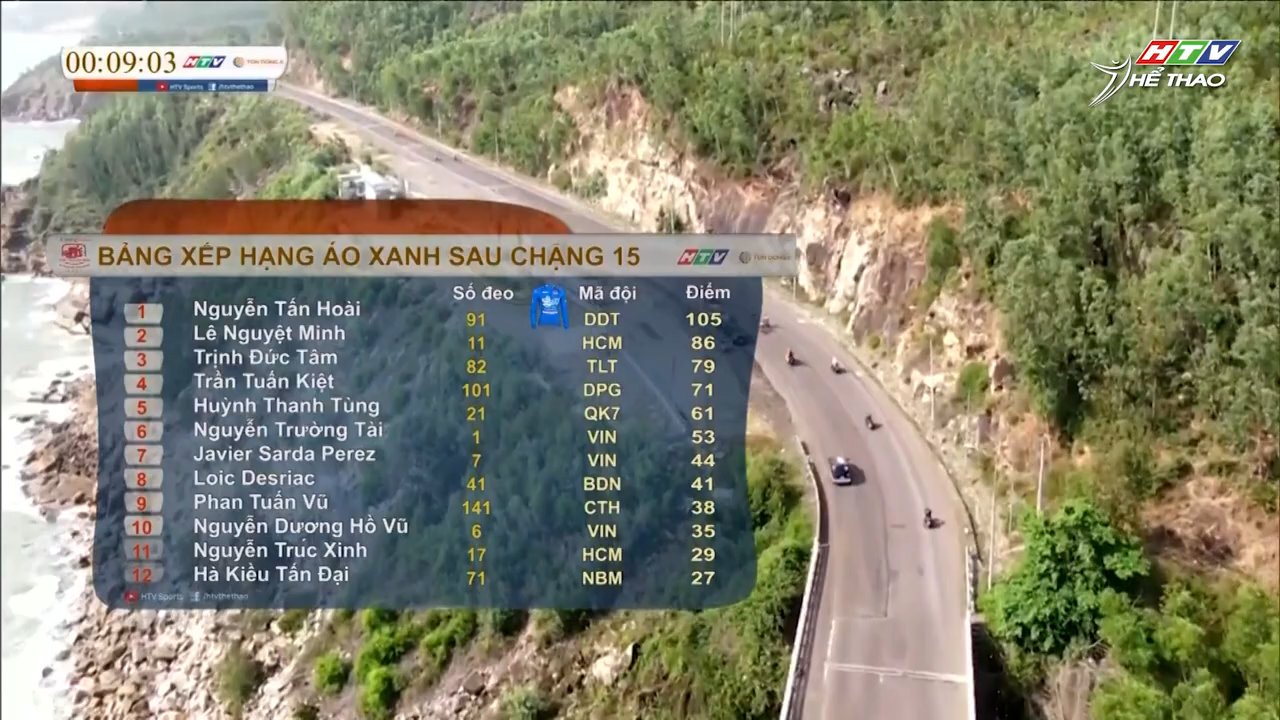 00:09:03 HTV TÔN ĐÔNG Á
HTV Sports /htvthethao
HTV
THỂ THAO
BẢNG XẾP HẠNG ÁO XANH SAU CHẶNG 15 HTV TÔN ĐÔNG Á
Số đeo Mã đội Điểm
1 Nguyễn Tấn Hoài 91 DDT 105
2 Lê Nguyệt Minh 11 HCM 86
3 Trịnh Đức Tâm 82 TLT 79
4 Trần Tuấn Kiệt 101 DPG 71
5 Huỳnh Thanh Tùng 21 QK7 61
6 Nguyễn Trường Tài 1 VIN 53
7 Javier Sarda Perez 7 VIN 44
8 Loic Desriac 41 BDN 41
9 Phan Tuấn Vũ 141 CTH 38
10 Nguyễn Dương Hồ Vũ 6 VIN 35
11 Nguyễn Trúc Xinh 17 HCM 29
12 Hà Kiều Tấn Đại 71 NBM 27
HTV Sports /htvthethao